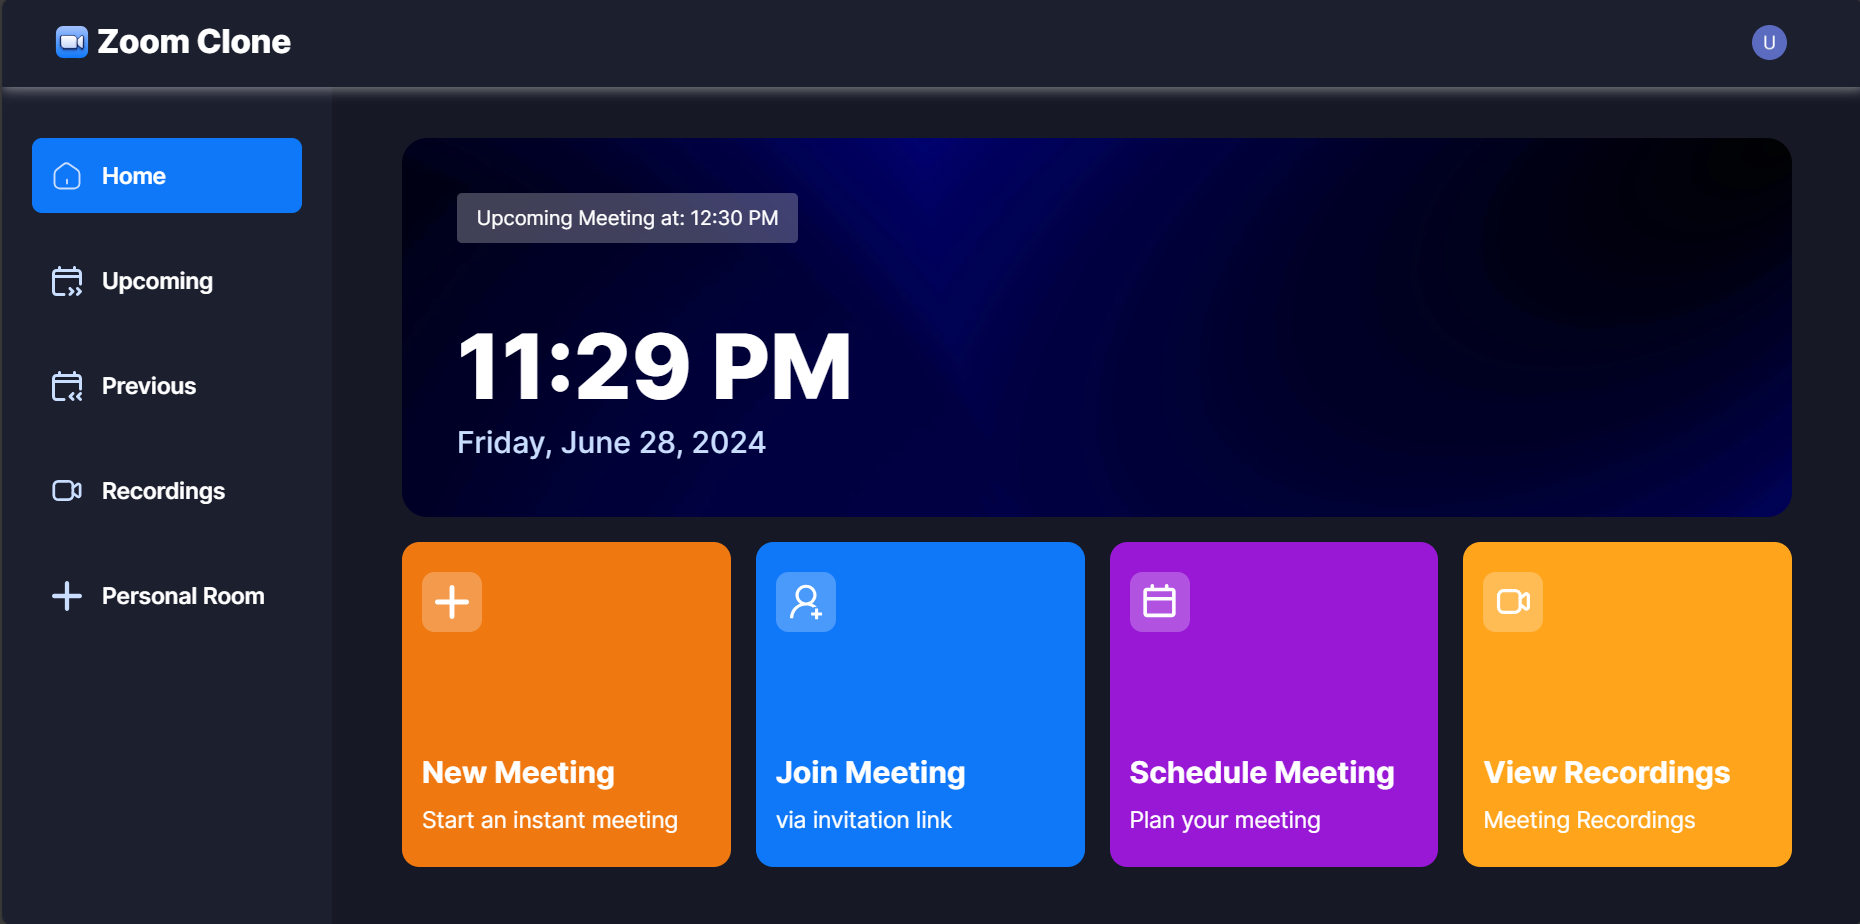 Zoom Clone
U
Home
Upcoming
Previous
Recordings
Personal Room
Upcoming Meeting at: 12:30 PM
11:29 PM
Friday, June 28, 2024
New Meeting
Start an instant meeting
Join Meeting
via invitation link
Schedule Meeting
Plan your meeting
View Recordings
Meeting Recordings